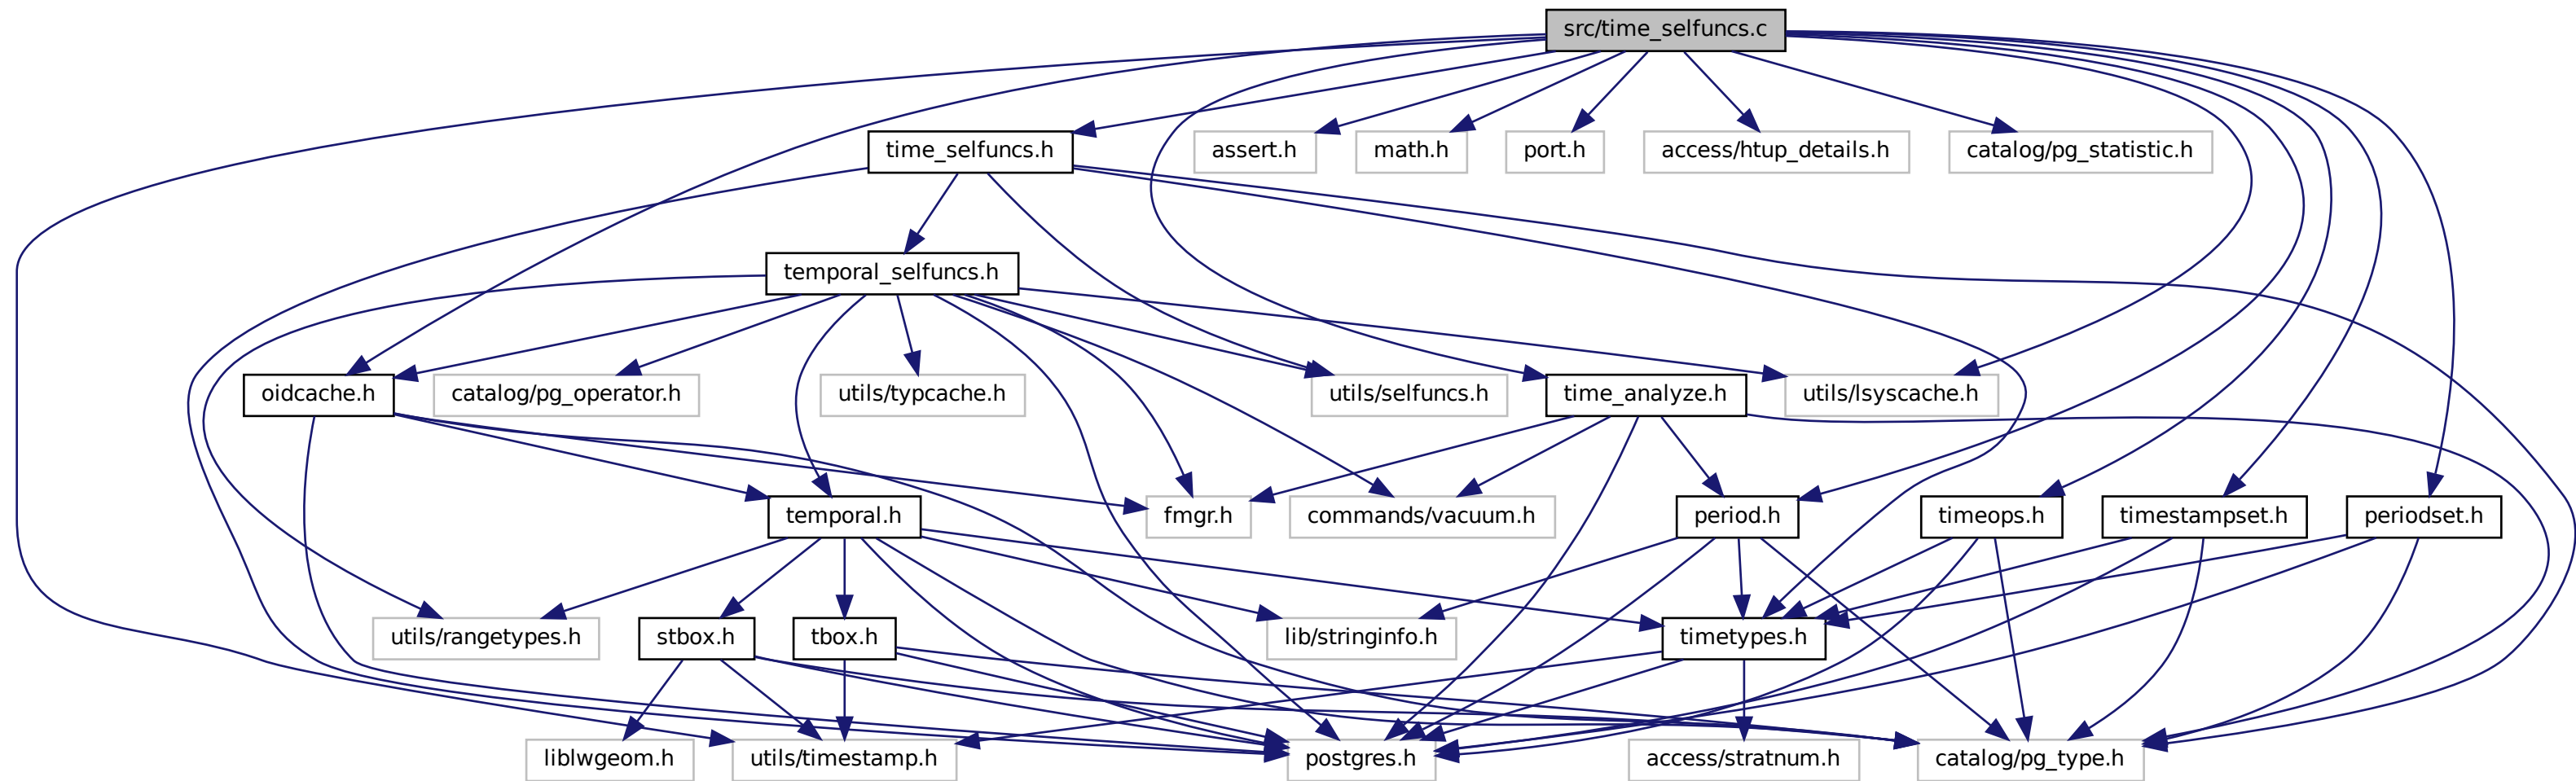 src/time_selfuncs.c
time_selfuncs.h
assert.h
math.h
port.h
access/htup_details.h
catalog/pg_statistic.h
temporal_selfuncs.h
oidcache.h
catalog/pg_operator.h
utils/typcache.h
utils/selfuncs.h
time_analyze.h
utils/lsyscache.h
temporal.h
fmgr.h
commands/vacuum.h
period.h
timeops.h
timestampset.h
periodset.h
utils/rangetypes.h
stbox.h
tbox.h
lib/stringinfo.h
timetypes.h
liblwgeom.h
utils/timestamp.h
postgres.h
access/stratnum.h
catalog/pg_type.h